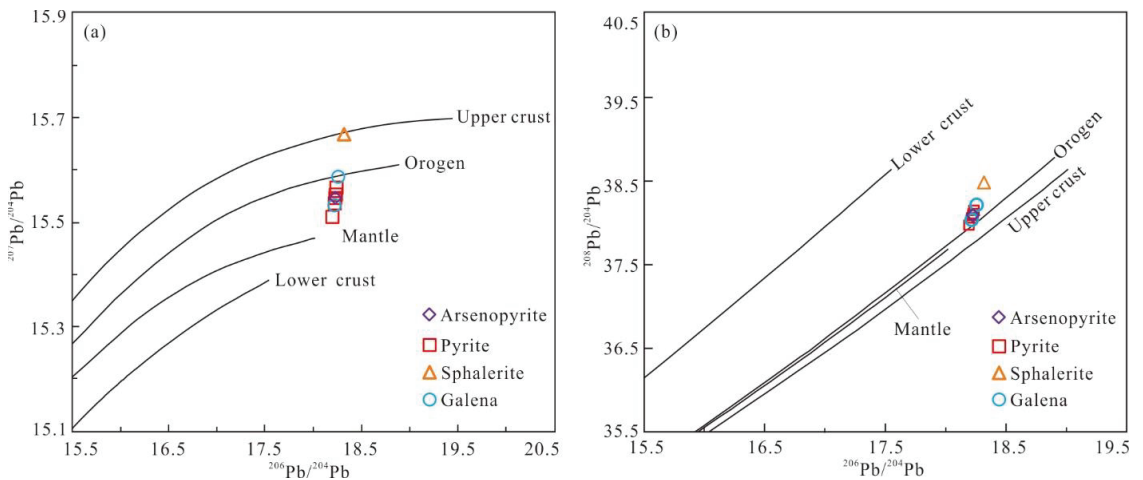 (a)
15.9
15.7
15.5
15.3
15.1
²⁰⁷Pb/²⁰⁴Pb
Upper crust
Orogen
Mantle
Lower crust
Arsenopyrite
Pyrite
Sphalerite
Galena
15.5 16.5 17.5 18.5 19.5 20.5
²⁰⁶Pb/²⁰⁴Pb
(b)
40.5
39.5
38.5
37.5
36.5
35.5
²⁰⁸Pb/²⁰⁴Pb
Lower crust
Orogen
Upper crust
Mantle
Arsenopyrite
Pyrite
Sphalerite
Galena
15.5 16.5 17.5 18.5 19.5
²⁰⁶Pb/²⁰⁴Pb